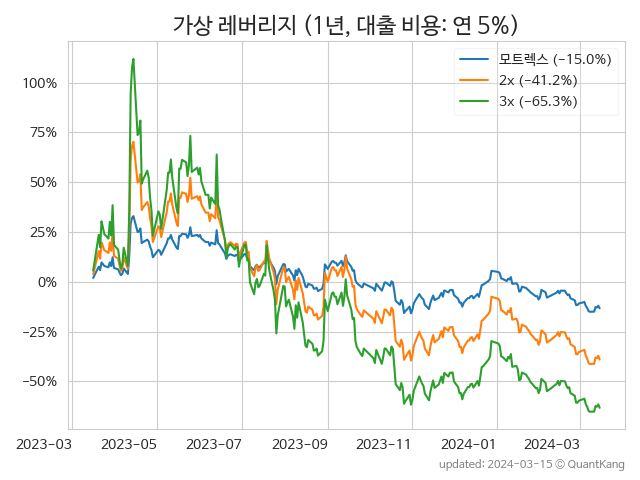 가상 레버리지 (1년, 대출 비용: 연 5%)
모트렉스 (−15.0%)
2x (−41.2%)
3x (−65.3%)
100%
75%
50%
25%
0%
−25%
−50%
2023-03
2023-05
2023-07
2023-09
2023-11
2024-01
2024-03
updated: 2024-03-15 © QuantKang